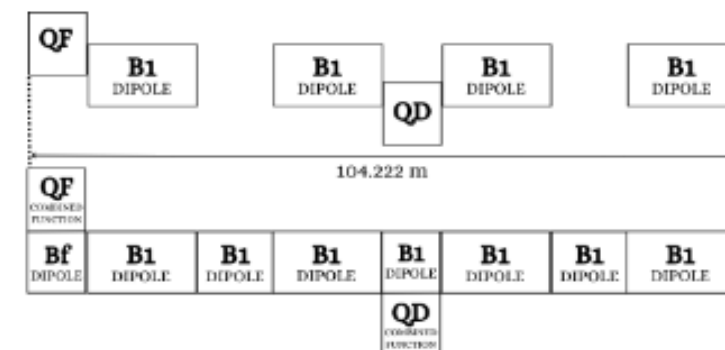 QF
B1
DIPOLE
B1
DIPOLE
B1
DIPOLE
B1
DIPOLE
QD
104.222 m
QF
COMBINED
FUNCTION
Bf
DIPOLE
B1
DIPOLE
B1
DIPOLE
B1
DIPOLE
B1
DIPOLE
B1
DIPOLE
B1
DIPOLE
B1
DIPOLE
QD
COMBINED
FUNCTION